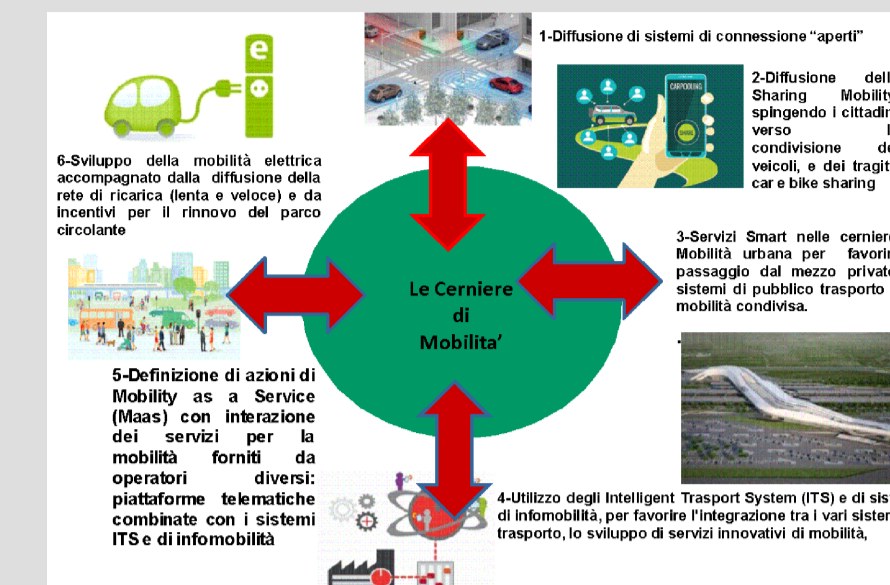 1-Diffusione di sistemi di connessione “aperti”
CARPOOLING
SHARE
2-Diffusione
Sharing Mobility
spingendo i
verso
condivisione
veicoli, e dei
car e bike sharing
3-Servizi Smart nelle
Mobilità urbana per
passaggio dal mezzo
sistemi di pubblico trasporto
mobilità condivisa.
4-Utilizzo degli Intelligent Trasport System (ITS) e di
di infomobilità, per favorire l'integrazione tra i vari
trasporto, lo sviluppo di servizi innovativi di mobilità,
5-Definizione di azioni di
Mobility as a Service
(Maas) con interazione
dei servizi per la
mobilità forniti da
operatori diversi:
piattaforme telematiche
combinate con i sistemi
ITS e di infomobilità
e
6-Sviluppo della mobilità elettrica
accompagnato dalla diffusione della
rete di ricarica (lenta e veloce) e da
incentivi per il rinnovo del parco
circolante
Le Cerniere
di
Mobilita’